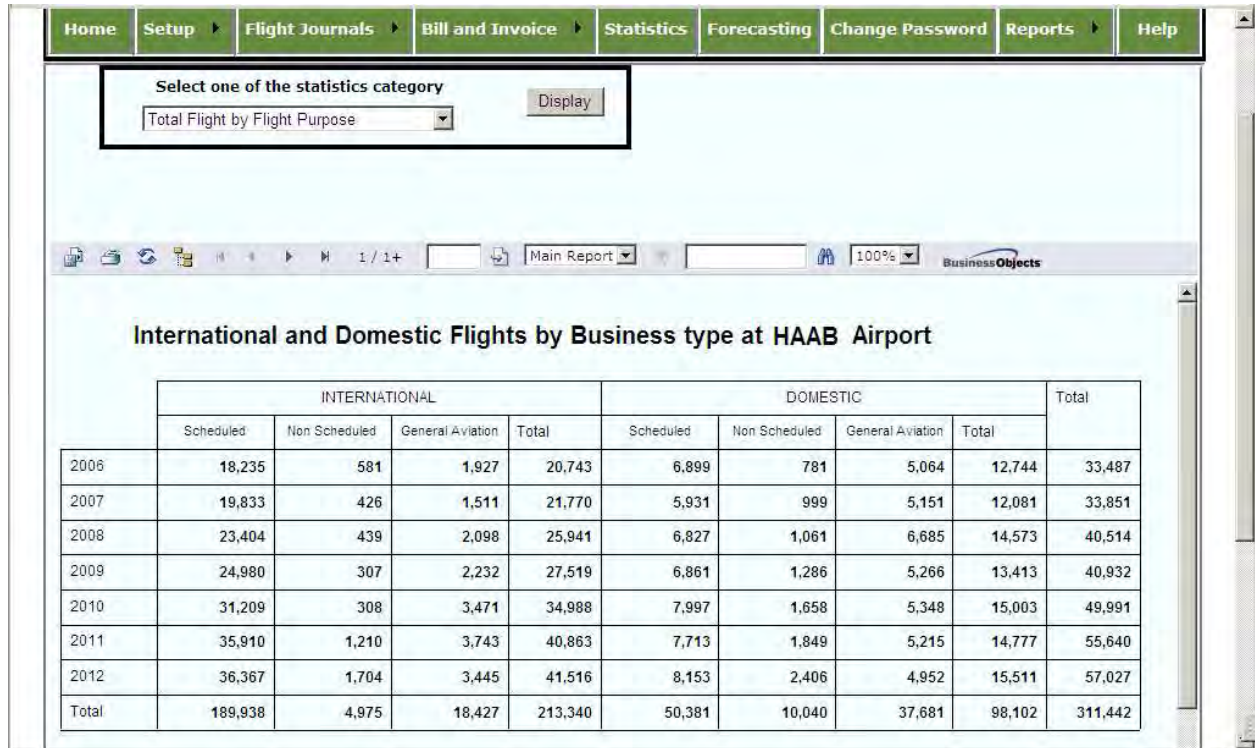 Home Setup Flight Journals Bill and Invoice Statistics Forecasting Change Password Reports Help
Select one of the statistics category
Total Flight by Flight Purpose Display
1 / 1+ Main Report 100% BusinessObjects
International and Domestic Flights by Business type at HAAB Airport
INTERNATIONAL DOMESTIC Total
Scheduled Non Scheduled General Aviation Total Scheduled Non Scheduled General Aviation Total
2006 18,235 581 1,927 20,743 6,899 781 5,064 12,744 33,487
2007 19,833 426 1,511 21,770 5,931 999 5,151 12,081 33,851
2008 23,404 439 2,098 25,941 6,827 1,061 6,685 14,573 40,514
2009 24,980 307 2,232 27,519 6,861 1,286 5,266 13,413 40,932
2010 31,209 308 3,471 34,988 7,997 1,658 5,348 15,003 49,991
2011 35,910 1,210 3,743 40,863 7,713 1,849 5,215 14,777 55,640
2012 36,367 1,704 3,445 41,516 8,153 2,406 4,952 15,511 57,027
Total 189,938 4,975 18,427 213,340 50,381 10,040 37,681 98,102 311,442